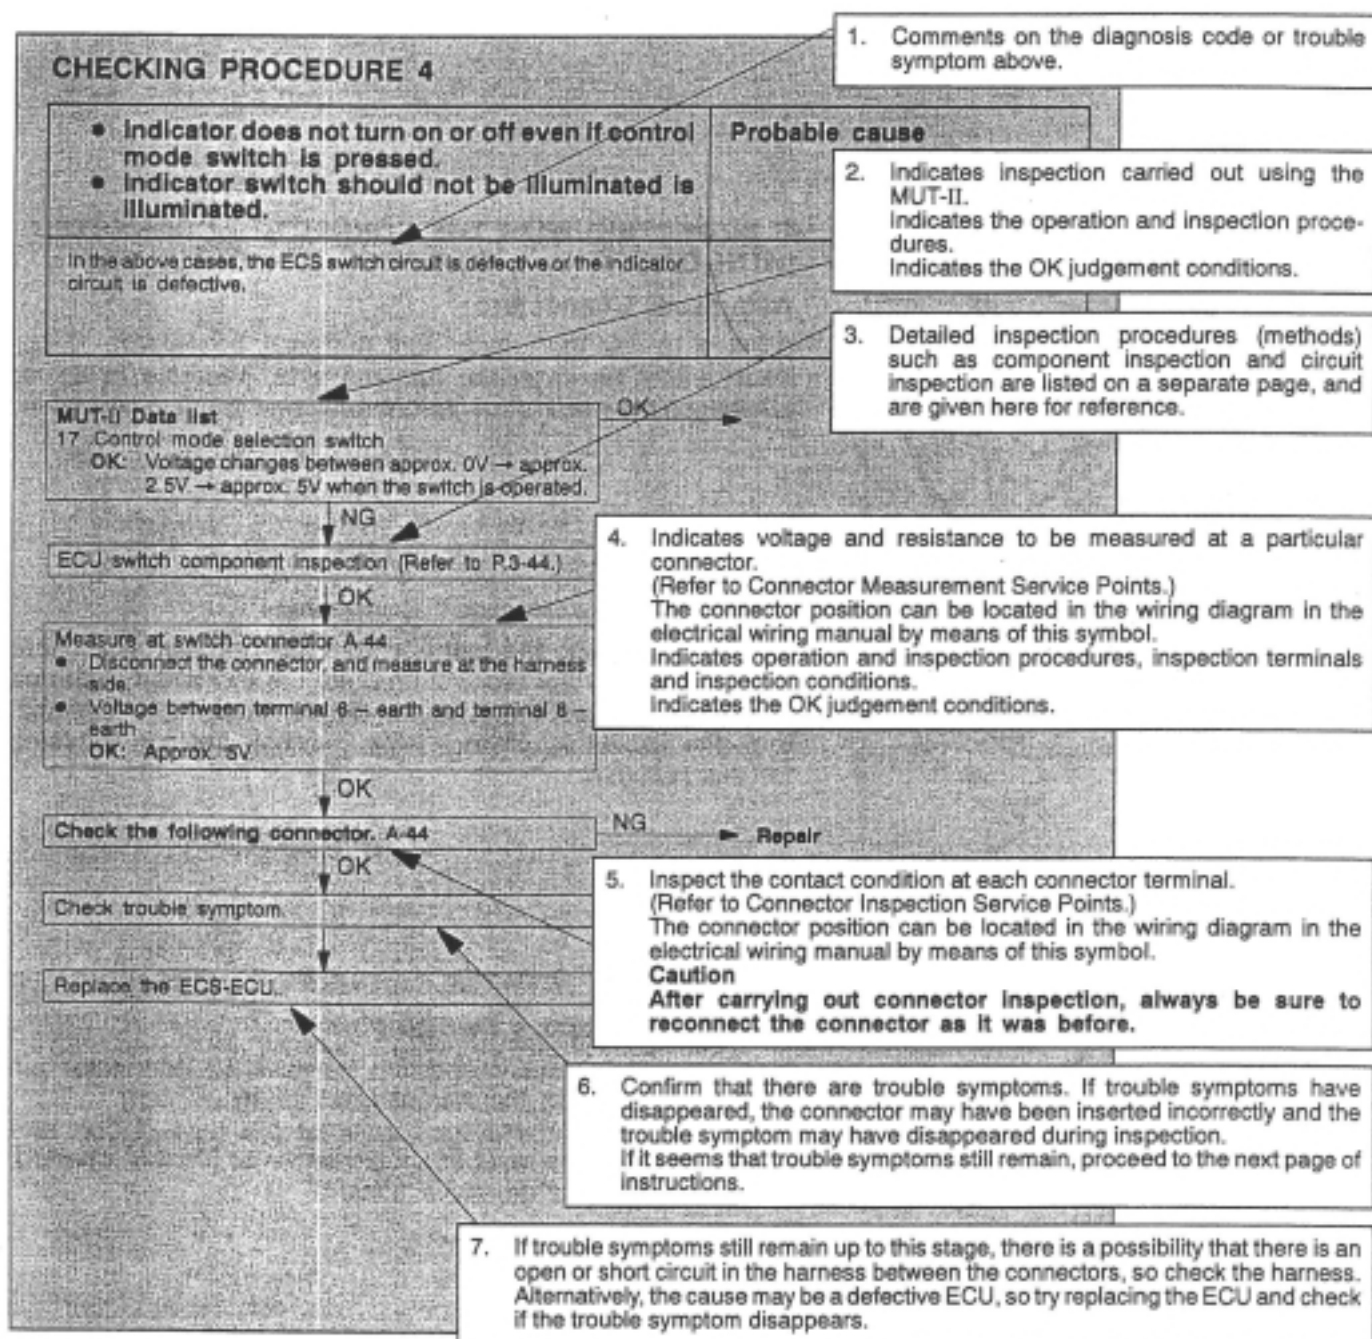 CHECKING PROCEDURE 4
● Indicator does not turn on or off even if control
mode switch is pressed.
● Indicator switch should not be illuminated is
illuminated.
Probable cause
In the above cases, the ECS switch circuit is defective or the indicator
circuit is defective.
MUT-II Data list
17 Control mode selection switch
OK: Voltage changes between approx. 0V → approx.
2.5V → approx. 5V when the switch is operated.
OK
NG
ECU switch component inspection (Refer to P.3-44.)
OK
Measure at switch connector A-44
● Disconnect the connector, and measure at the harness
side.
● Voltage between terminal 6 – earth and terminal 8 –
earth
OK: Approx. 5V
OK
Check the following connector. A-44
NG
Repair
OK
Check trouble symptom.
Replace the ECS-ECU.
1. Comments on the diagnosis code or trouble
symptom above.
2. Indicates inspection carried out using the
MUT-II.
Indicates the operation and inspection proce-
dures.
Indicates the OK judgement conditions.
3. Detailed inspection procedures (methods)
such as component inspection and circuit
inspection are listed on a separate page, and
are given here for reference.
4. Indicates voltage and resistance to be measured at a particular
connector.
(Refer to Connector Measurement Service Points.)
The connector position can be located in the wiring diagram in the
electrical wiring manual by means of this symbol.
Indicates operation and inspection procedures, inspection terminals
and inspection conditions.
Indicates the OK judgement conditions.
5. Inspect the contact condition at each connector terminal.
(Refer to Connector Inspection Service Points.)
The connector position can be located in the wiring diagram in the
electrical wiring manual by means of this symbol.
Caution
After carrying out connector inspection, always be sure to
reconnect the connector as it was before.
6. Confirm that there are trouble symptoms. If trouble symptoms have
disappeared, the connector may have been inserted incorrectly and the
trouble symptom may have disappeared during inspection.
If it seems that trouble symptoms still remain, proceed to the next page of
instructions.
7. If trouble symptoms still remain up to this stage, there is a possibility that there is an
open or short circuit in the harness between the connectors, so check the harness.
Alternatively, the cause may be a defective ECU, so try replacing the ECU and check
if the trouble symptom disappears.